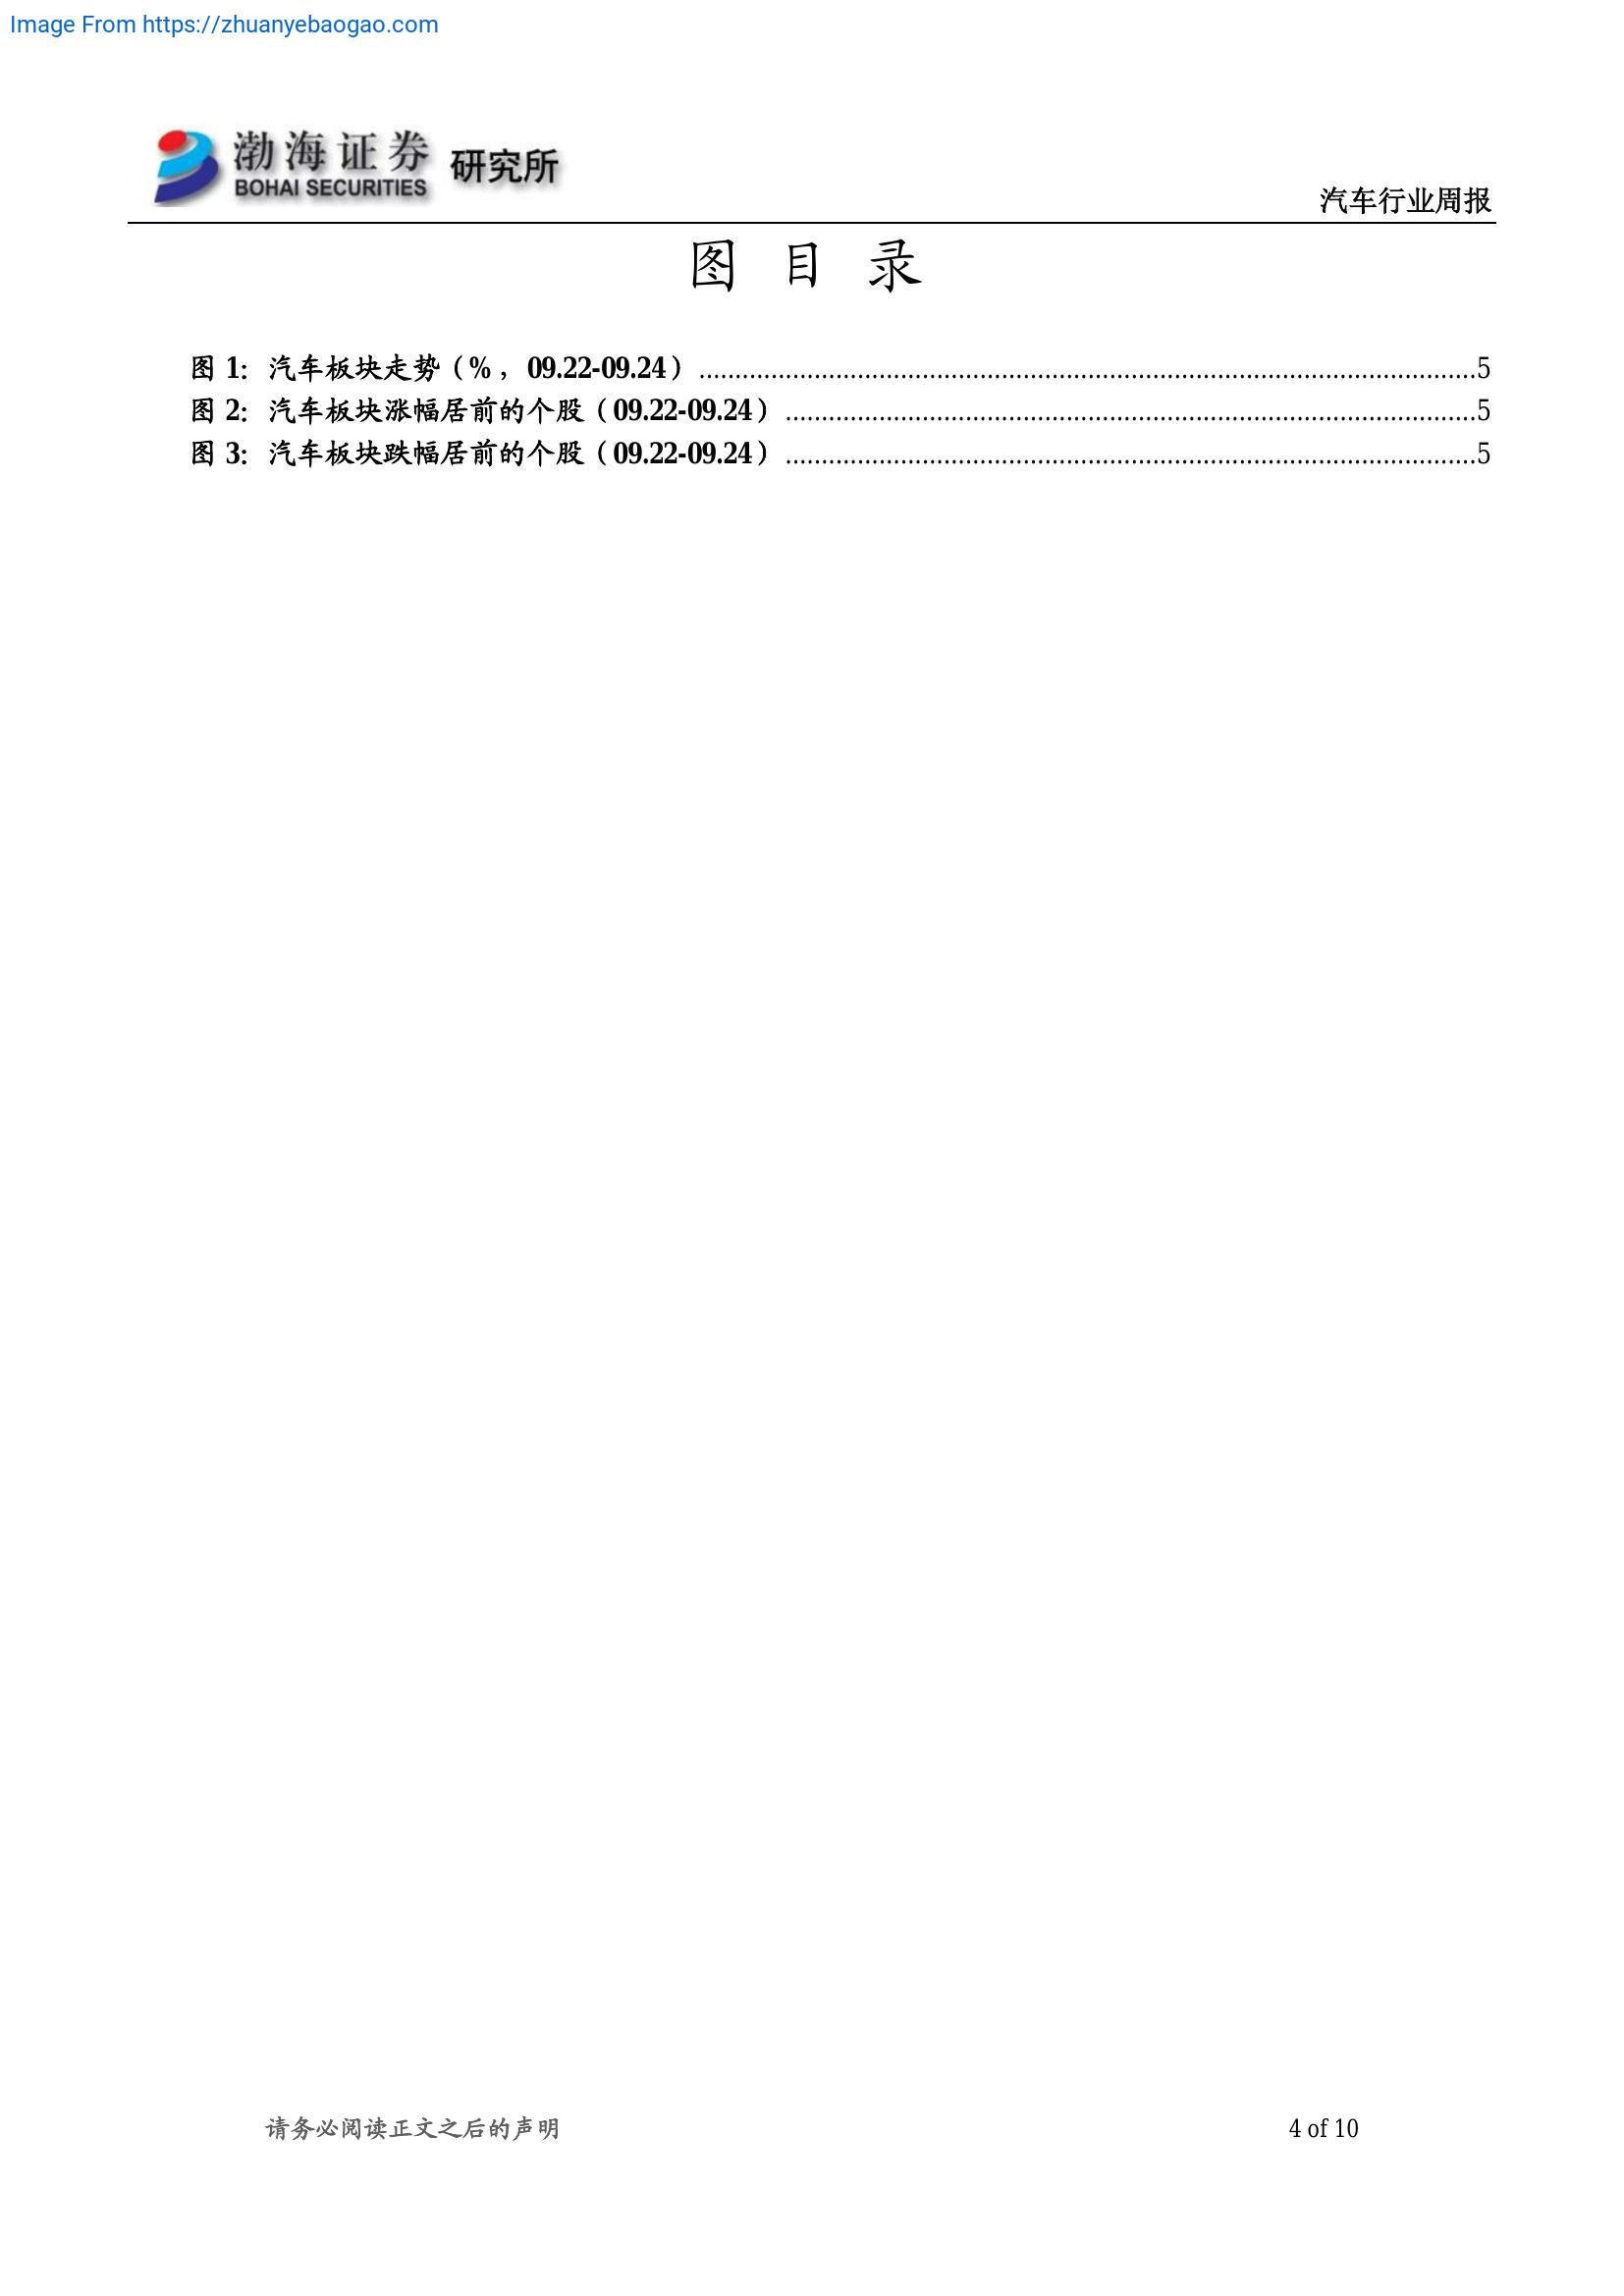 Image From https://zhuanyebaogao.com
渤海证券 研究所
BOHAI SECURITIES
汽车行业周报
图 目 录
图 1: 汽车板块走势（%，09.22-09.24）........................................5
图 2: 汽车板块涨幅居前的个股（09.22-09.24）........................................5
图 3: 汽车板块跌幅居前的个股（09.22-09.24）........................................5
请务必阅读正文之后的声明 4 of 10